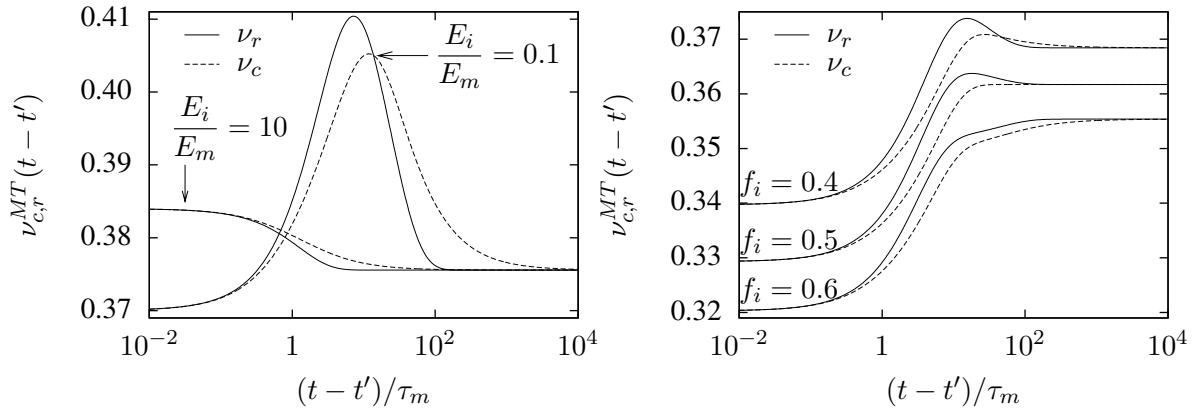 0.41
0.40
0.39
0.38
0.37
ν_{c,r}^{MT}(t − t′)
ν_r
ν_c
E_i/E_m = 0.1
E_i/E_m = 10
10^{−2} 1 10^2 10^4
(t − t′)/τ_m
0.37
0.36
0.35
0.34
0.33
0.32
ν_{c,r}^{MT}(t − t′)
ν_r
ν_c
f_i = 0.4
f_i = 0.5
f_i = 0.6
10^{−2} 1 10^2 10^4
(t − t′)/τ_m